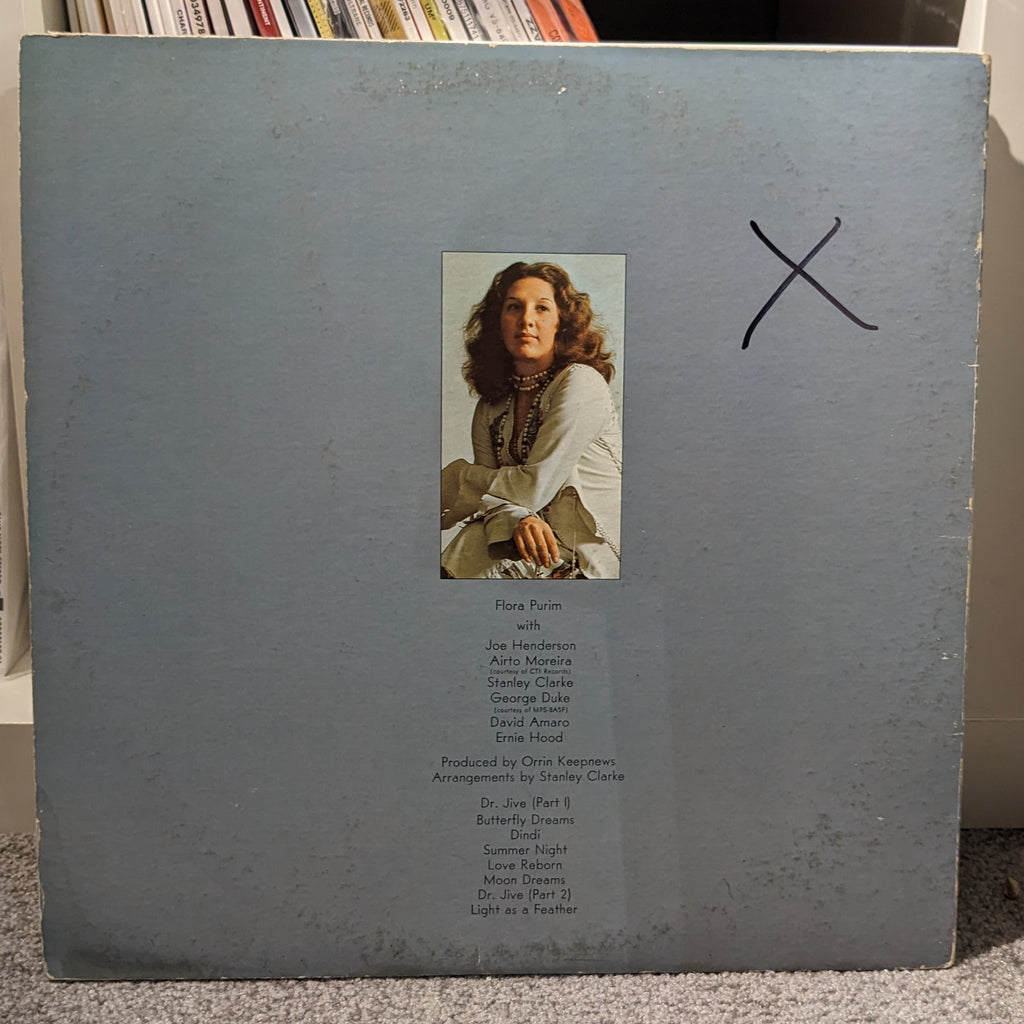 X
Flora Purim
with
Joe Henderson
Airto Moreira
(courtesy of CTI Records)
Stanley Clarke
George Duke
(courtesy of MPS-BASF)
David Amaro
Ernie Hood
Produced by Orrin Keepnews
Arrangements by Stanley Clarke
Dr. Jive (Part I)
Butterfly Dreams
Dindi
Summer Night
Love Reborn
Moon Dreams
Dr. Jive (Part 2)
Light as a Feather